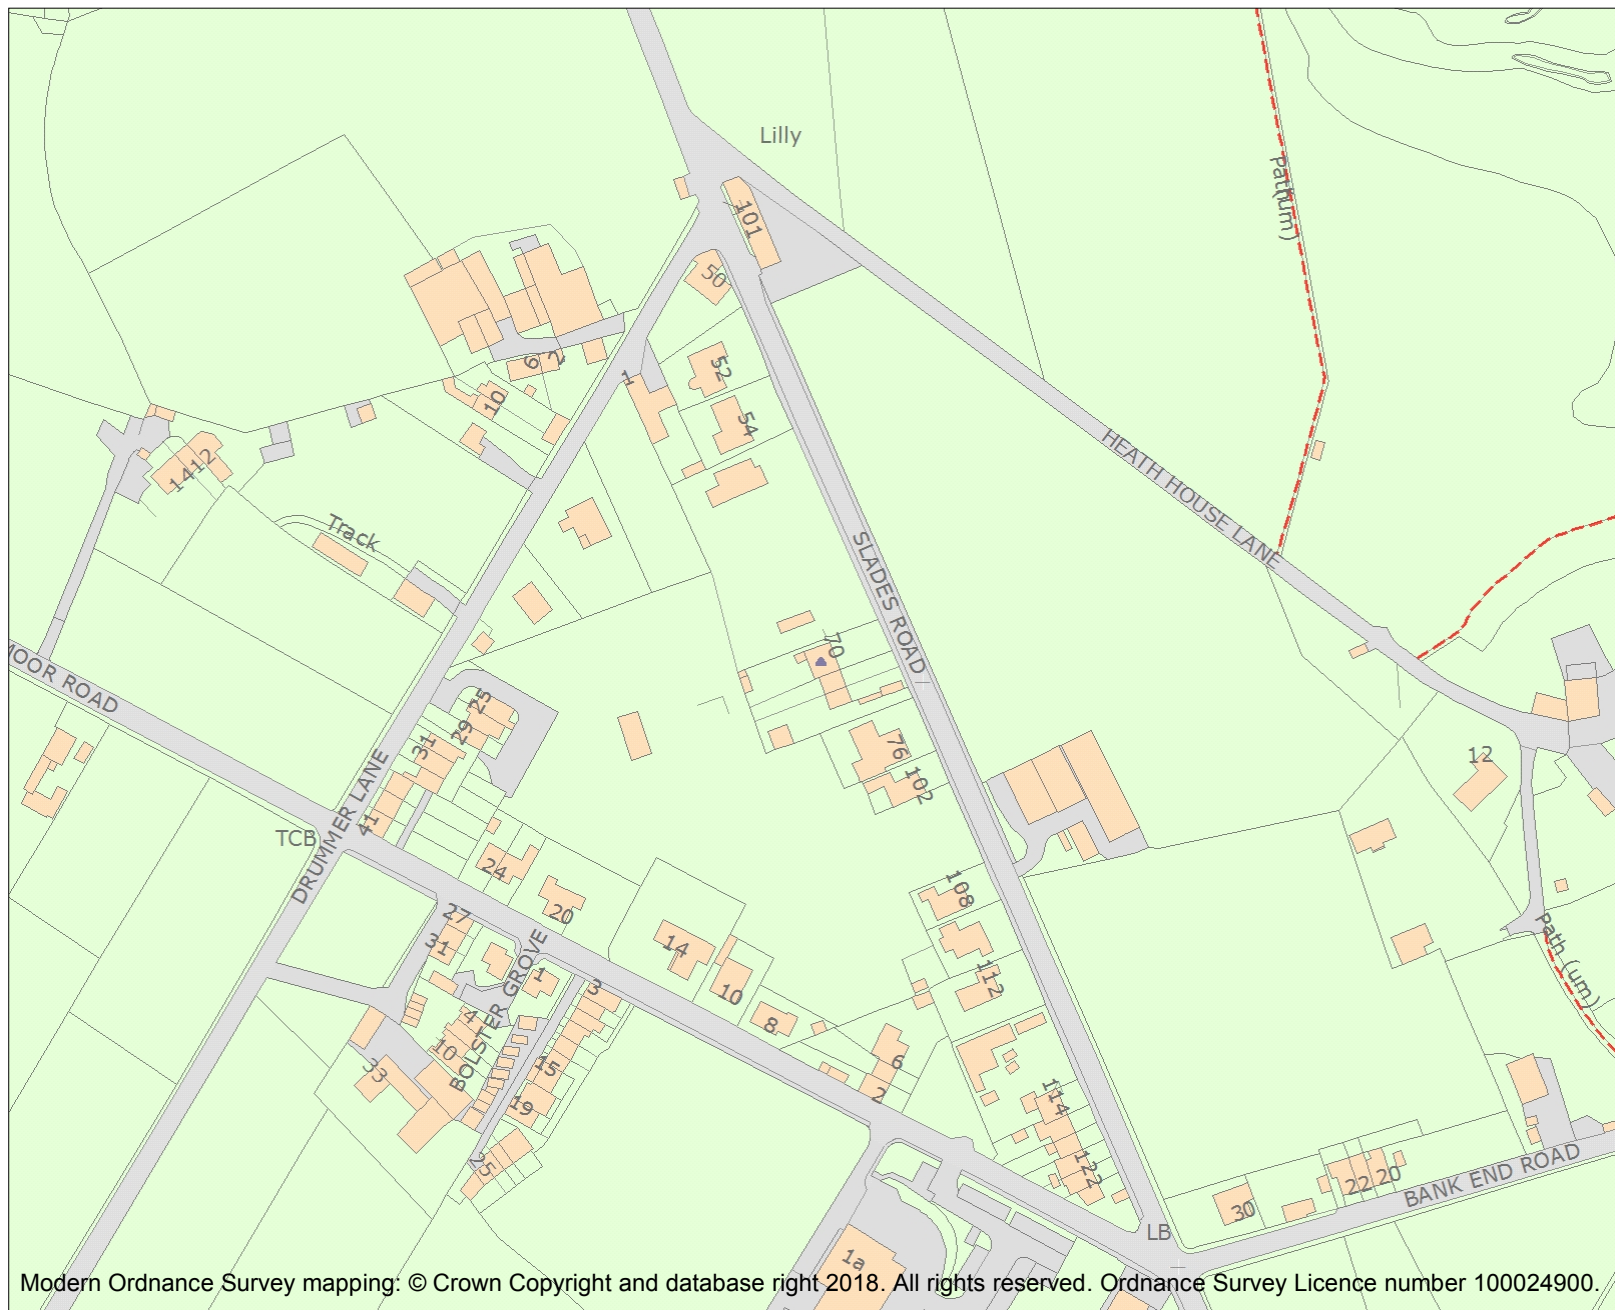 Lilly
Path
(um)
101
50
6
2
52
1
10
54
HEATH HOUSE LANE
1412
Track
SLADES ROAD
70
MOOR ROAD
25
29
31
76
12
102
41
TCB
DRUMMER LANE
24
108
20
27
31
14
Path (um)
BOLSTER GROVE
1
112
3
10
4
8
10
6
15
33
2
114
19
25
122
22
20
BANK END ROAD
30
LB
1a
Modern Ordnance Survey mapping: © Crown Copyright and database right 2018. All rights reserved. Ordnance Survey Licence number 100024900.